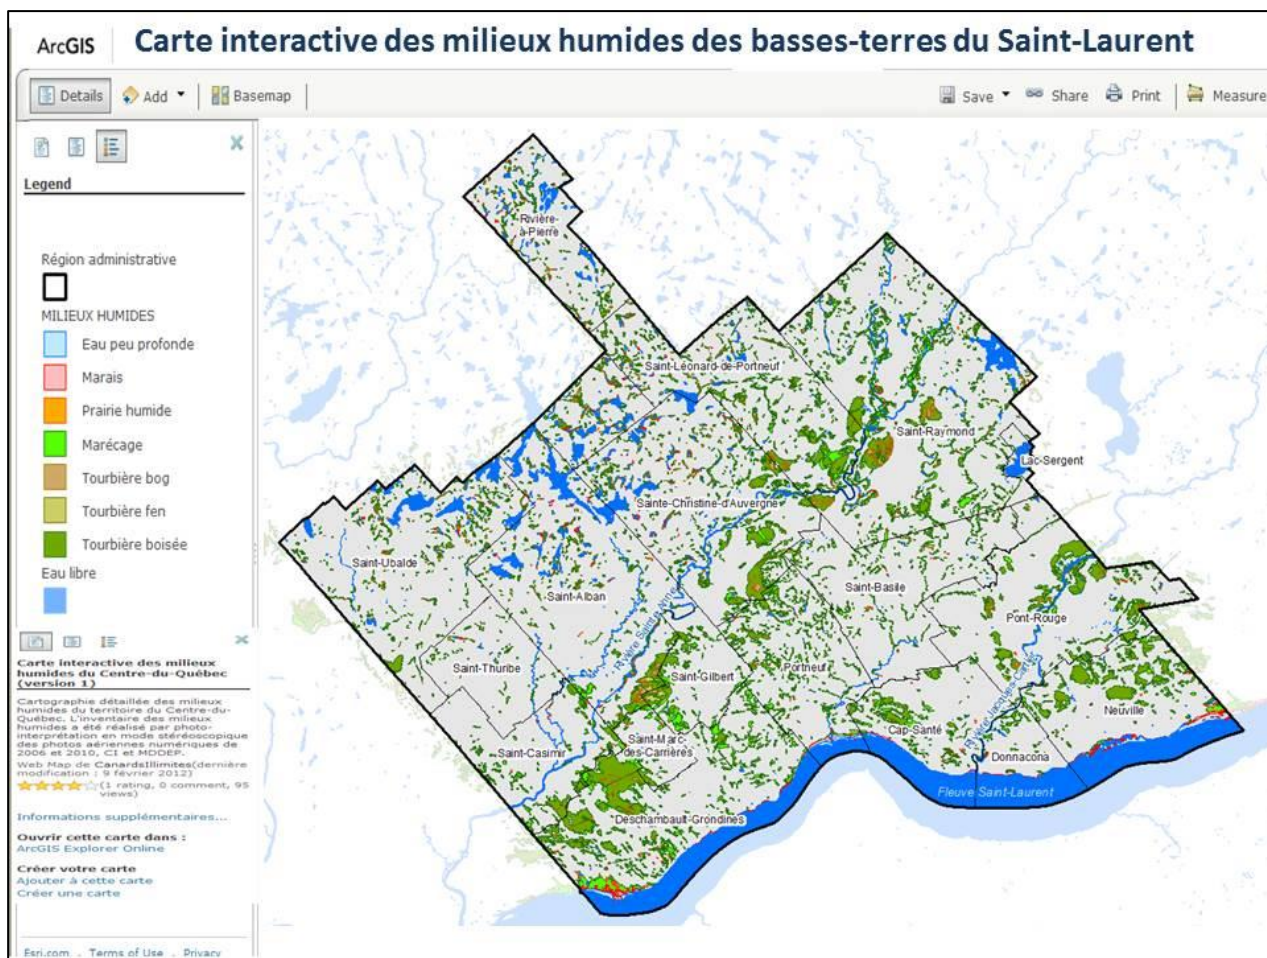 ArcGIS
Carte interactive des milieux humides des basses-terres du Saint-Laurent
Details
Add
Basemap
Save
Share
Print
Measure
Legend
Région administrative
MILIEUX HUMIDES
Eau peu profonde
Marais
Prairie humide
Marécage
Tourbière bog
Tourbière fen
Tourbière boisée
Eau libre
Carte interactive des milieux
humides du Centre-du-Québec
(version 1)
Cartographie détaillée des milieux
humides du territoire du Centre-du-
Québec. L'inventaire des milieux
humides a été réalisé par photo-
interprétation en mode stéréoscopique
des photos aériennes numériques de
2006 et 2010, CI et MDDEP.
Web Map de CanardsIllimites(dernière
modification : 9 février 2012)
(1 rating, 0 comment, 95
views)
Informations supplémentaires...
Ouvrir cette carte dans :
ArcGIS Explorer Online
Créer votre carte
Ajouter à cette carte
Créer une carte
Esri.com . Terms of Use . Privacy
Rivière-
à-Pierre
Saint-Léonard-de-Portneuf
Saint-Raymond
Lac-Sergent
Sainte-Christine-d'Auvergne
Saint-Ubalde
Saint-Alban
Saint-Basile
Rivière Sainte-Anne
Pont-Rouge
Saint-Thuribe
Saint-Gilbert
Portneuf
Rivière Jacques-Cartier
Neuville
Cap-Santé
Saint-Marc-
des-Carrières
Saint-Casimir
Donnacona
Fleuve Saint-Laurent
Deschambault-Grondines